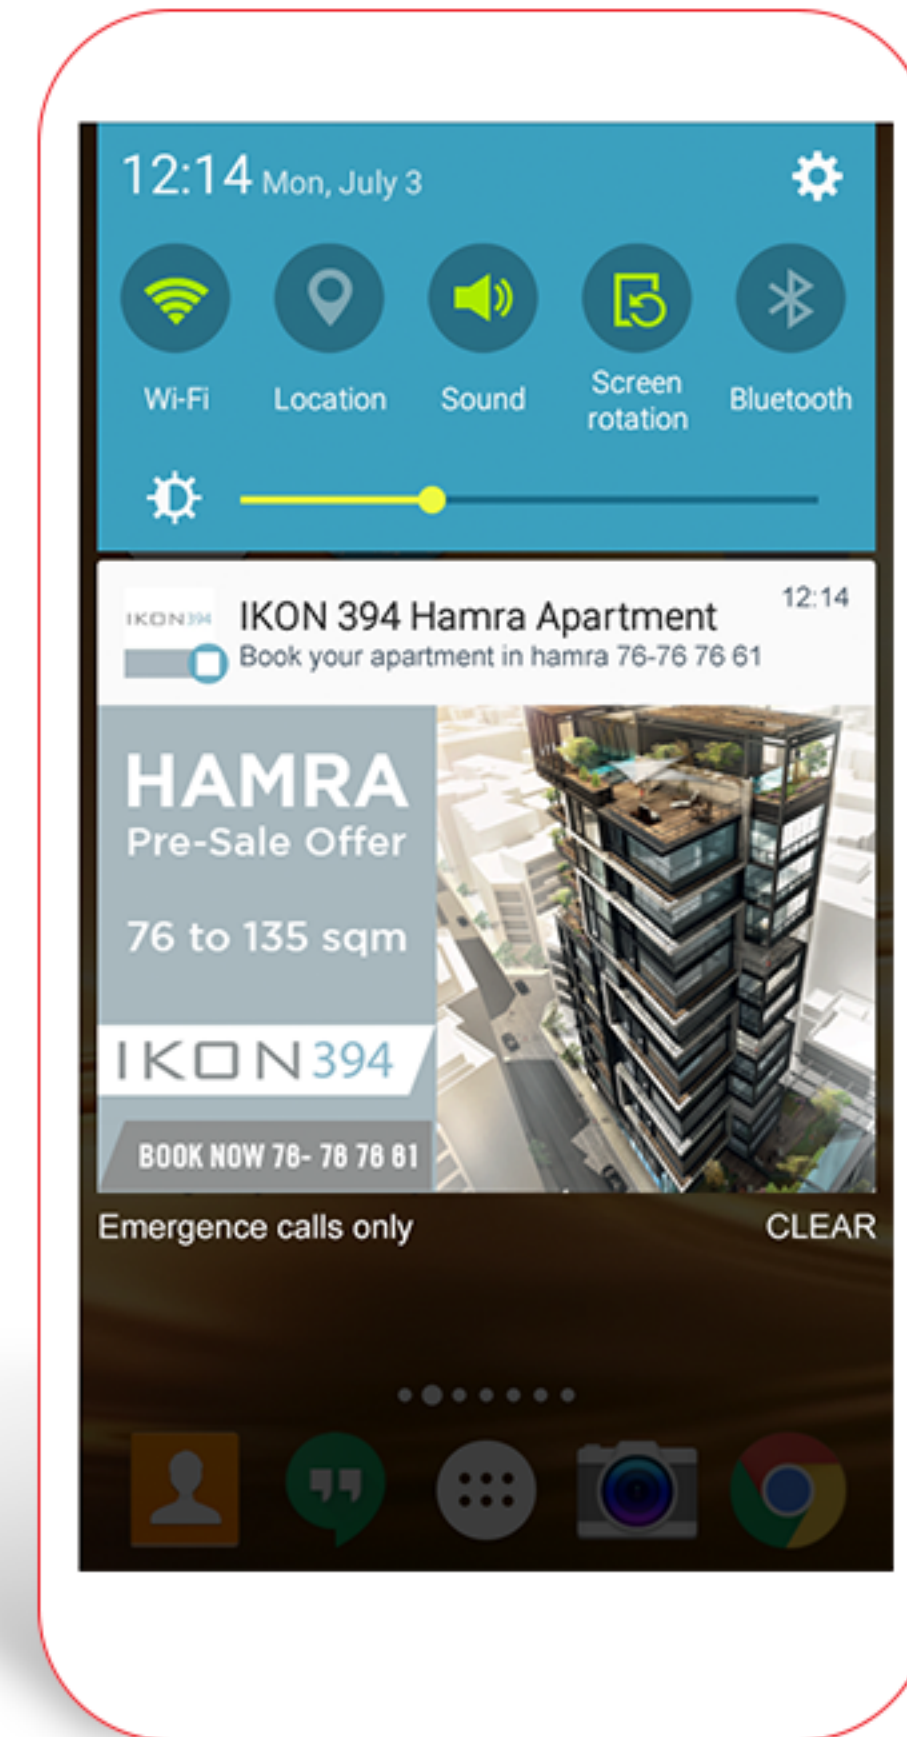 12:14 Mon, July 3
Wi-Fi
Location
Sound
Screen
rotation
Bluetooth
IKON394
IKON 394 Hamra Apartment
12:14
Book your apartment in hamra 76-76 76 61
HAMRA
Pre-Sale Offer
76 to 135 sqm
IKON394
BOOK NOW 76- 76 76 61
Emergence calls only
CLEAR